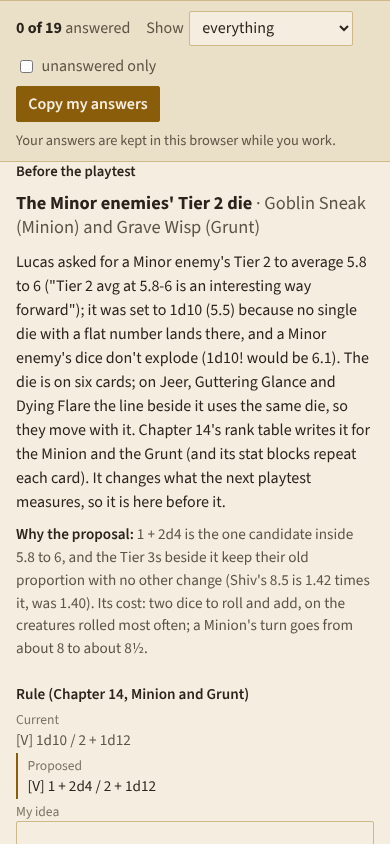 0 of 19 answered Show everything
unanswered only
Copy my answers
Your answers are kept in this browser while you work.
Before the playtest
The Minor enemies' Tier 2 die · Goblin Sneak
(Minion) and Grave Wisp (Grunt)
Lucas asked for a Minor enemy's Tier 2 to average 5.8
to 6 ("Tier 2 avg at 5.8-6 is an interesting way
forward"); it was set to 1d10 (5.5) because no single
die with a flat number lands there, and a Minor
enemy's dice don't explode (1d10! would be 6.1). The
die is on six cards; on Jeer, Guttering Glance and
Dying Flare the line beside it uses the same die, so
they move with it. Chapter 14's rank table writes it for
the Minion and the Grunt (and its stat blocks repeat
each card). It changes what the next playtest
measures, so it is here before it.
Why the proposal: 1 + 2d4 is the one candidate inside
5.8 to 6, and the Tier 3s beside it keep their old
proportion with no other change (Shiv's 8.5 is 1.42 times
it, was 1.40). Its cost: two dice to roll and add, on the
creatures rolled most often; a Minion's turn goes from
about 8 to about 8½.
Rule (Chapter 14, Minion and Grunt)
Current
[V] 1d10 / 2 + 1d12
Proposed
[V] 1 + 2d4 / 2 + 1d12
My idea